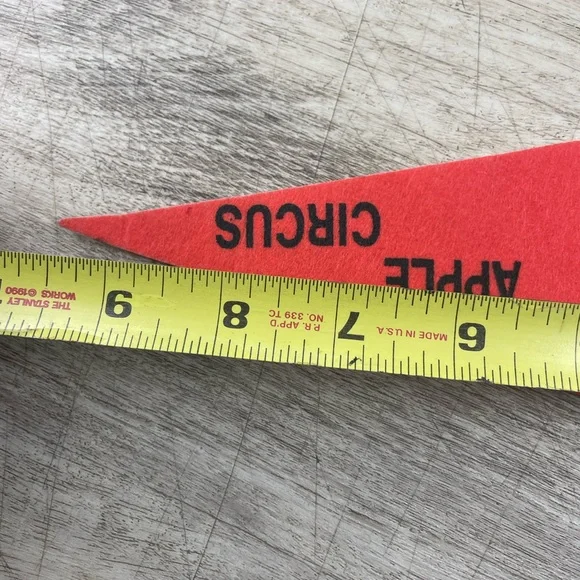 APPLE
CIRCUS
THE STANLEY
WORKS ©1990
9
8
P.R. APP'D
NO. 339 TC
7
MADE IN U.S.A.
6